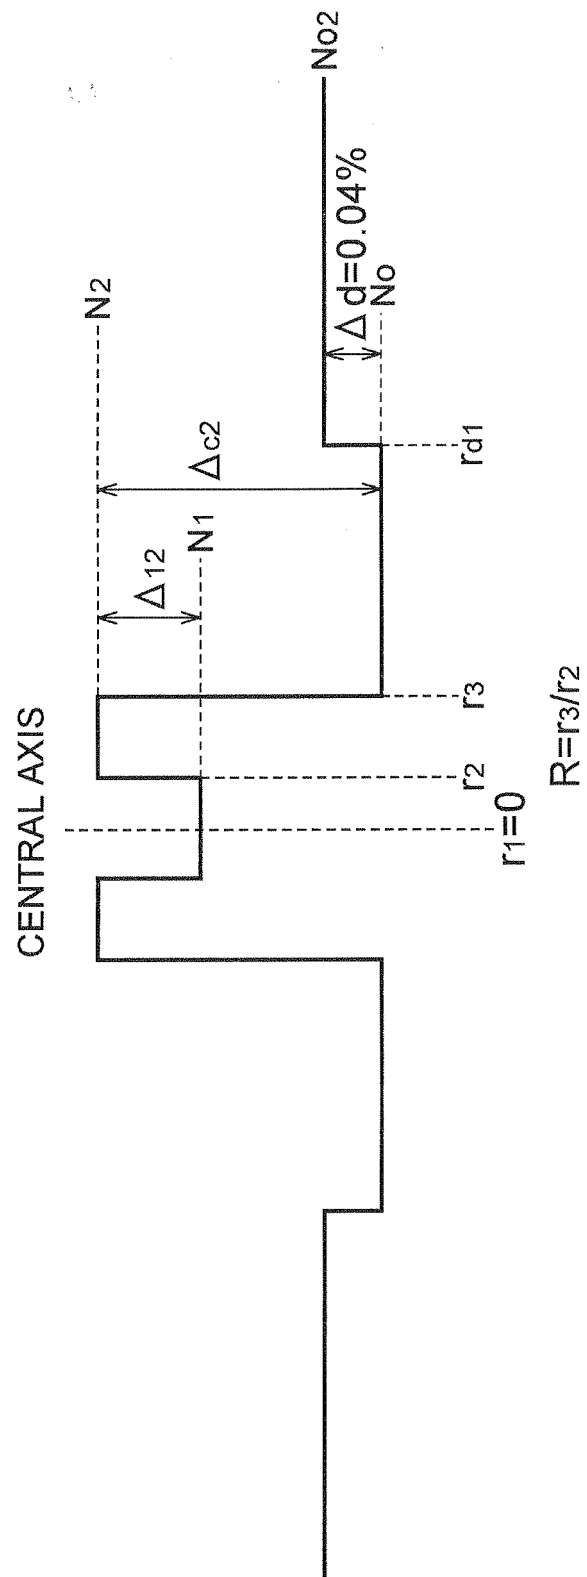 CENTRAL AXIS
N2
Δ12
Δc2
N1
No2
Δd=0.04%
No
r2
r3
rd1
r1=0
R=r3/r2